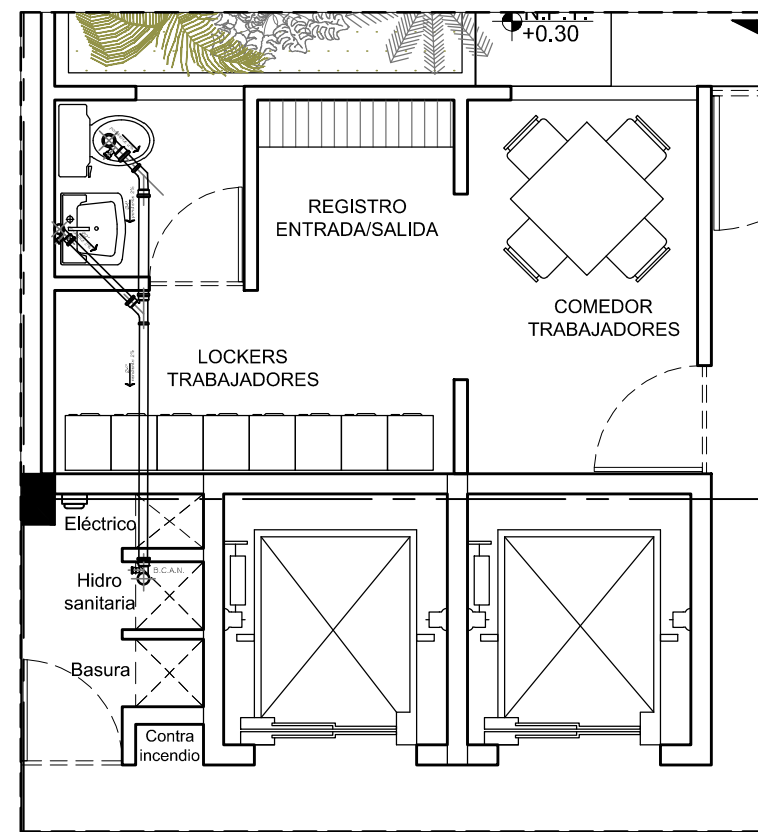 N.P.T.
+0.30
REGISTRO
ENTRADA/SALIDA
COMEDOR
TRABAJADORES
LOCKERS
TRABAJADORES
Eléctrico
B.C.A.N.
Hidro
sanitaria
Basura
Contra
incendio